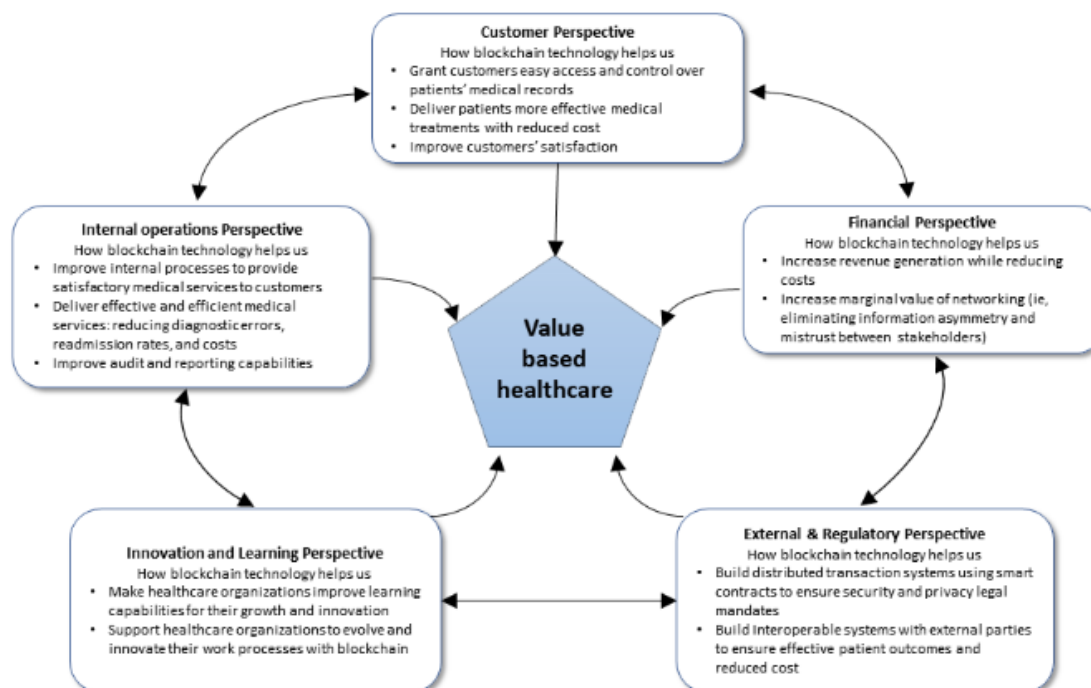 Customer Perspective
How blockchain technology helps us
• Grant customers easy access and control over
patients' medical records
• Deliver patients more effective medical
treatments with reduced cost
• Improve customers' satisfaction
Internal operations Perspective
How blockchain technology helps us
• Improve internal processes to provide
satisfactory medical services to customers
• Deliver effective and efficient medical
services: reducing diagnosticerrors,
readmission rates, and costs
• Improve audit and reporting capabilities
Financial Perspective
How blockchain technology helps us
• Increase revenue generation while reducing
costs
• Increase marginal value of networking (ie,
eliminating information asymmetry and
mistrust between stakeholders)
Value
based
healthcare
Innovation and Learning Perspective
How blockchain technology helps us
• Make healthcare organizations improve learning
capabilities for their growth and innovation
• Support healthcare organizations to evolve and
innovate their work processes with blockchain
External & Regulatory Perspective
How blockchain technology helps us
• Build distributed transaction systems using smart
contracts to ensure security and privacy legal
mandates
• Build Interoperable systems with external parties
to ensure effective patient outcomes and
reduced cost